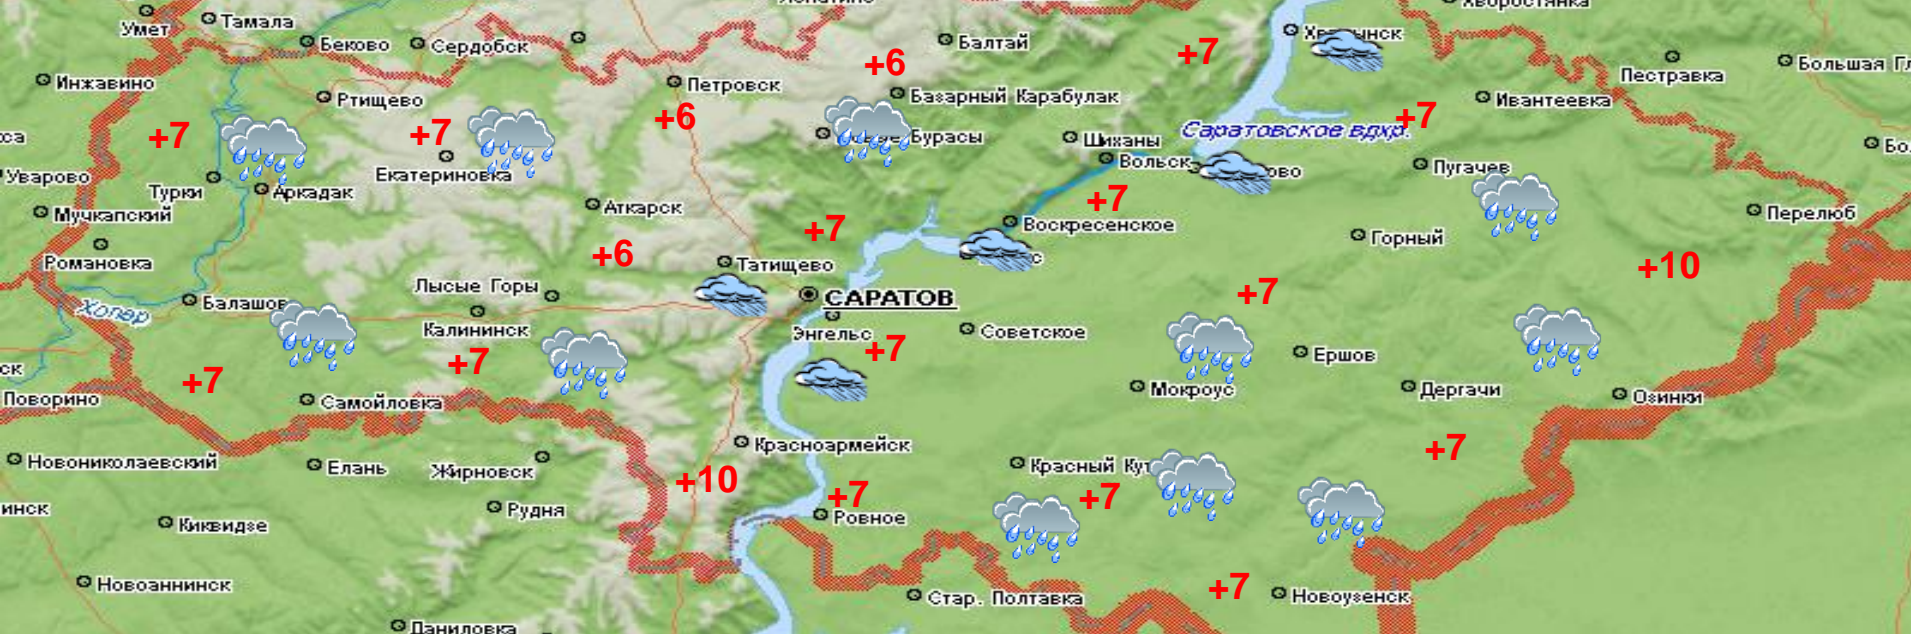 Умет
Тамала
Беково
Сердобск
Балтай
+7
Хворостянка
Пестравка
Инжавино
Ртищево
Петровск
+6
Базарный Карабулак
Ивантеевка
+7
+7
+6
Бурасы
Шиханы
Саратовское вдхр.
+7
Уварово
Турки
Аркадак
Екатериновка
Вольск
Пугачев
Мучкапский
Аткарск
+7
Воскресенское
Горный
Перелюб
Романовка
+6
+7
Татищево
+10
Хопер
Балашов
Лысые Горы
САРАТОВ
+7
Калининск
Энгельс
Советское
+7
+7
+7
Ершов
Поворино
Самойловка
Мокроус
Дергачи
Озинки
Новониколаевский
Елань
Жирновск
Красноармейск
Красный Кут
+7
+10
+7
+7
Киквидзе
Рудня
Ровное
Новоаннинск
Стар. Полтавка
+7
Новоузенск
Даниловка